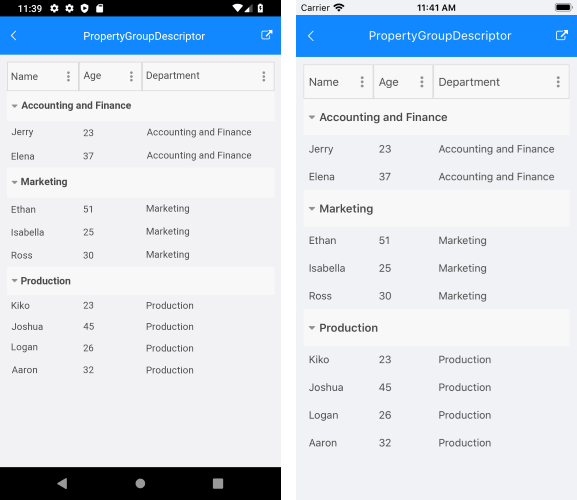 11:39
PropertyGroupDescriptor
Name Age Department
Accounting and Finance
Jerry 23 Accounting and Finance
Elena 37 Accounting and Finance
Marketing
Ethan 51 Marketing
Isabella 25 Marketing
Ross 30 Marketing
Production
Kiko 23 Production
Joshua 45 Production
Logan 26 Production
Aaron 32 Production
Carrier 11:41 AM
PropertyGroupDescriptor
Name Age Department
Accounting and Finance
Jerry 23 Accounting and Finance
Elena 37 Accounting and Finance
Marketing
Ethan 51 Marketing
Isabella 25 Marketing
Ross 30 Marketing
Production
Kiko 23 Production
Joshua 45 Production
Logan 26 Production
Aaron 32 Production